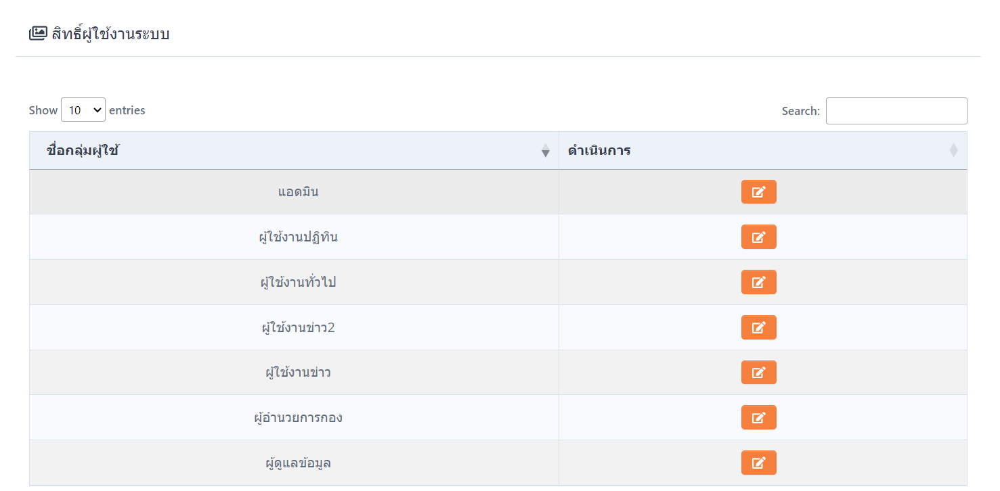 สิทธิ์ผู้ใช้งานระบบ
Show 10 entries Search:
ชื่อกลุ่มผู้ใช้ ดำเนินการ
แอดมิน
ผู้ใช้งานปฏิทิน
ผู้ใช้งานทั่วไป
ผู้ใช้งานข่าว2
ผู้ใช้งานข่าว
ผู้อำนวยการกอง
ผู้ดูแลข้อมูล